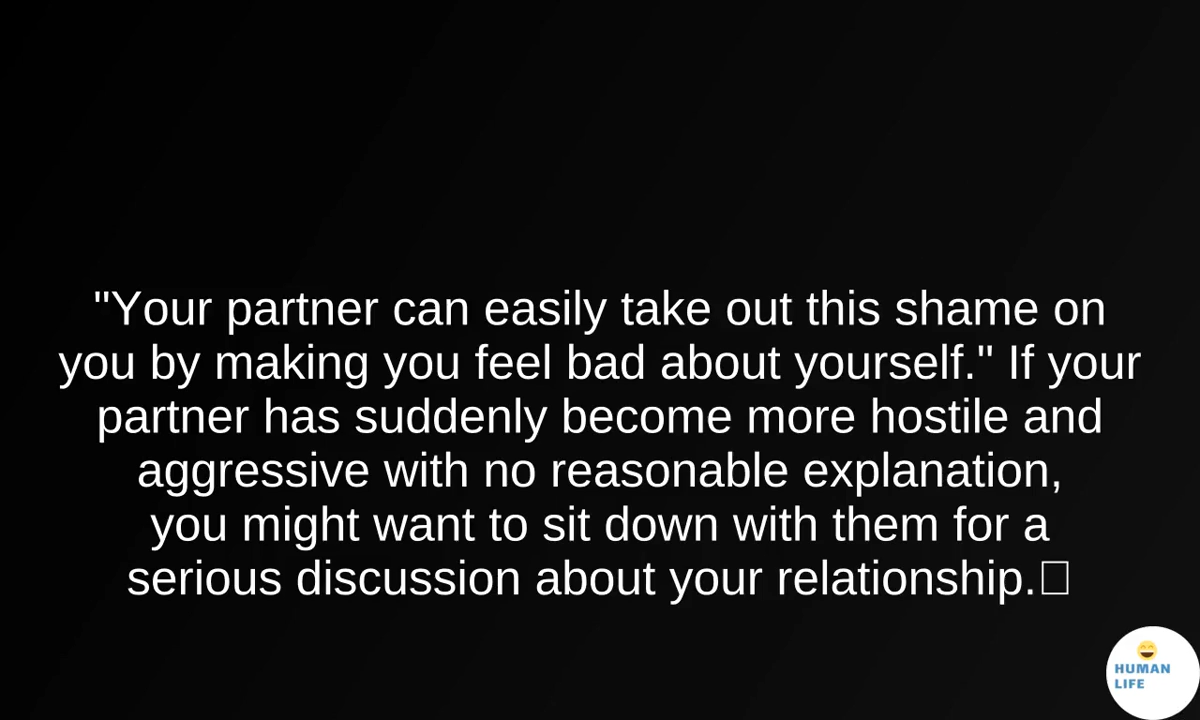 "Your partner can easily take out this shame on
you by making you feel bad about yourself." If your
partner has suddenly become more hostile and
aggressive with no reasonable explanation,
you might want to sit down with them for a
serious discussion about your relationship.
HUMAN
LIFE